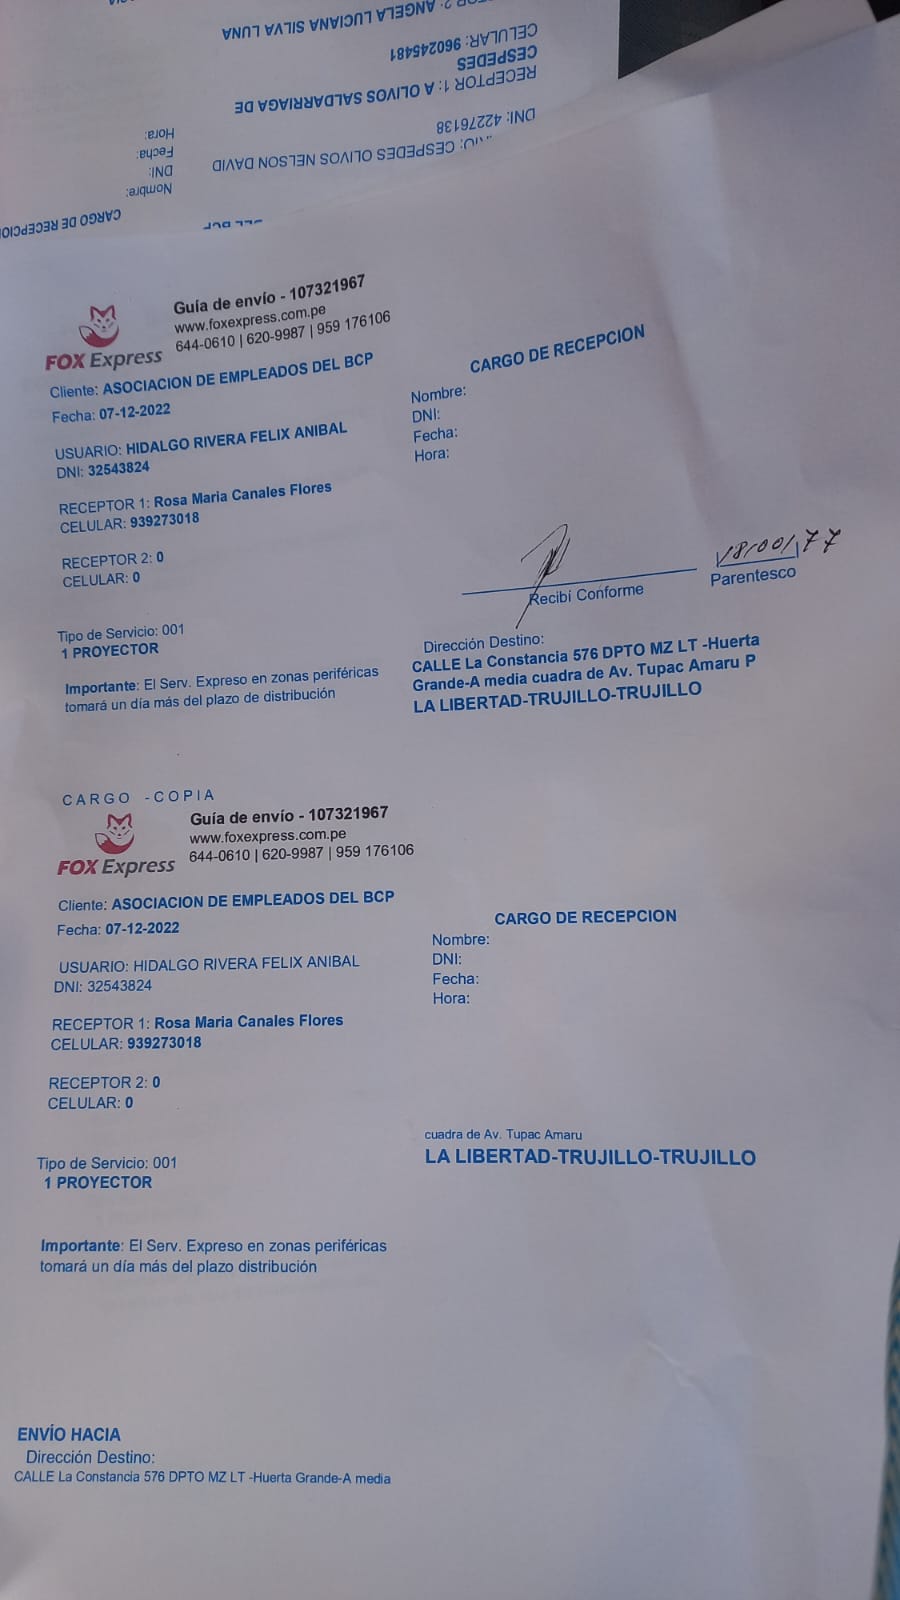 ANGELA LUCIANA SILVA LUNA
CELULAR: 96024548
CESPEDES
RECEPTOR 1: A OLIVOS SALDARRIAGA DE
DNI: 42276138
CESPEDES OLIVOS NELSON DAVID
Hora:
Fecha:
DNI:
Nombre:
CARGO DE RECEPCION
BCP
FOX Express
Guía de envío - 107321967
www.foxexpress.com.pe
644-0610 | 620-9987 | 959 176106
Cliente: ASOCIACION DE EMPLEADOS DEL BCP
Fecha: 07-12-2022
USUARIO: HIDALGO RIVERA FELIX ANIBAL
DNI: 32543824
RECEPTOR 1: Rosa Maria Canales Flores
CELULAR: 939273018
RECEPTOR 2: 0
CELULAR: 0
Tipo de Servicio: 001
1 PROYECTOR
Importante: El Serv. Expreso en zonas periféricas
tomará un día más del plazo de distribución
CARGO DE RECEPCION
Nombre:
DNI:
Fecha:
Hora:
Recibí Conforme
Parentesco
Dirección Destino:
CALLE La Constancia 576 DPTO MZ LT -Huerta
Grande-A media cuadra de Av. Tupac Amaru P
LA LIBERTAD-TRUJILLO-TRUJILLO
CARGO -COPIA
FOX Express
Guía de envío - 107321967
www.foxexpress.com.pe
644-0610 | 620-9987 | 959 176106
Cliente: ASOCIACION DE EMPLEADOS DEL BCP
Fecha: 07-12-2022
USUARIO: HIDALGO RIVERA FELIX ANIBAL
DNI: 32543824
RECEPTOR 1: Rosa Maria Canales Flores
CELULAR: 939273018
RECEPTOR 2: 0
CELULAR: 0
Tipo de Servicio: 001
1 PROYECTOR
Importante: El Serv. Expreso en zonas periféricas
tomará un día más del plazo distribución
CARGO DE RECEPCION
Nombre:
DNI:
Fecha:
Hora:
cuadra de Av. Tupac Amaru
LA LIBERTAD-TRUJILLO-TRUJILLO
ENVÍO HACIA
Dirección Destino:
CALLE La Constancia 576 DPTO MZ LT -Huerta Grande-A media